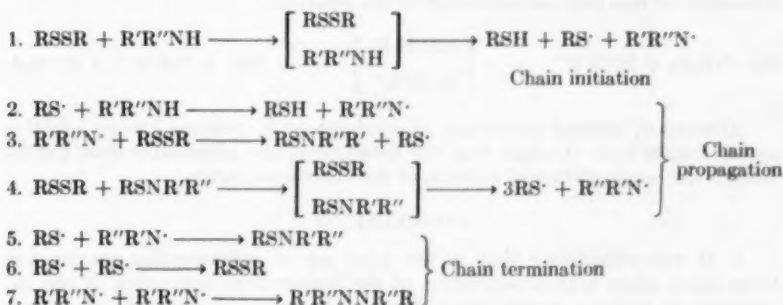 RSSR
1. RSSR + R'R''NH ⟶ [ ] ⟶ RSH + RS· + R'R''N·
R'R''NH
Chain initiation
2. RS· + R'R''NH ⟶ RSH + R'R''N·
3. R'R''N· + RSSR ⟶ RSNR''R' + RS·
Chain
propagation
RSSR
4. RSSR + RSNR'R'' ⟶ [ ] ⟶ 3RS· + R''R'N·
RSNR'R''
5. RS· + R''R'N· ⟶ RSNR'R''
6. RS· + RS· ⟶ RSSR
Chain termination
7. R'R''N· + R'R''N· ⟶ R'R''NNR''R